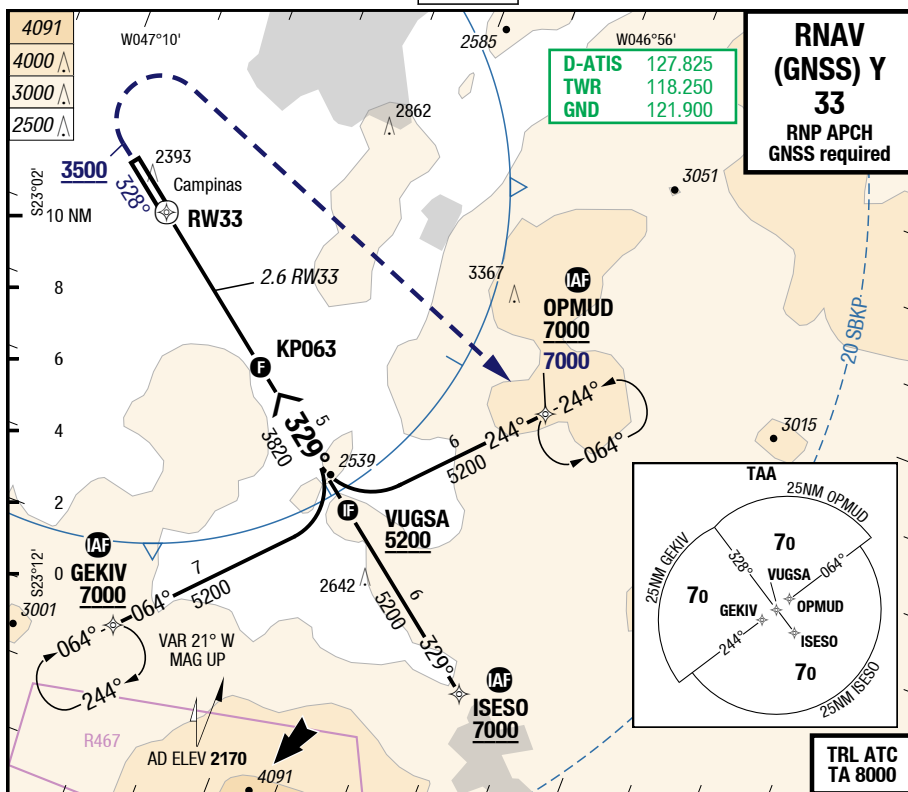 4091
4000
3000
2500
W047°10'
2585
W046°56'
D-ATIS 127.825
TWR 118.250
GND 121.900
RNAV
(GNSS) Y
33
RNP APCH
GNSS required
2862
3500
328°
2393
Campinas
S23°02'
10 NM
RW33
3051
2.6 RW33
3367
IAF
OPMUD
7000
7000
20 SBKP
8
6
KP063
F
4
5
329°
3820
2539
6
244°
244°
064°
5200
3015
2
IF
VUGSA
5200
S23°12'
0
IAF
GEKIV
7000
7
5200
064°
064°
244°
3001
2642
6
5200
329°
VAR 21° W
MAG UP
IAF
ISESO
7000
R467
AD ELEV 2170
4091
TAA
25NM OPMUD
25NM GEKIV
70
328°
064°
70
VUGSA
OPMUD
GEKIV
ISESO
244°
70
25NM ISESO
TRL ATC
TA 8000